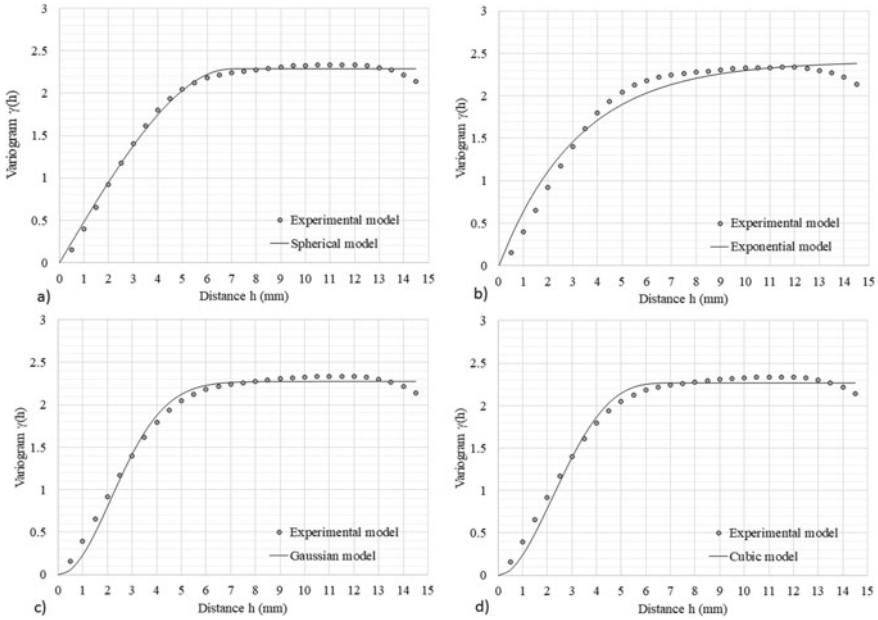 3
2.5
2
1.5
1
0.5
0
Variogram γ(h)
Experimental model
Spherical model
0 1 2 3 4 5 6 7 8 9 10 11 12 13 14 15
Distance h (mm)
a)
3
2.5
2
1.5
1
0.5
0
Variogram γ(h)
Experimental model
Exponential model
0 1 2 3 4 5 6 7 8 9 10 11 12 13 14 15
Distance h (mm)
b)
3
2.5
2
1.5
1
0.5
0
Variogram γ(h)
Experimental model
Gaussian model
0 1 2 3 4 5 6 7 8 9 10 11 12 13 14 15
Distance h (mm)
c)
3
2.5
2
1.5
1
0.5
0
Variogram γ(h)
Experimental model
Cubic model
0 1 2 3 4 5 6 7 8 9 10 11 12 13 14 15
Distance h (mm)
d)